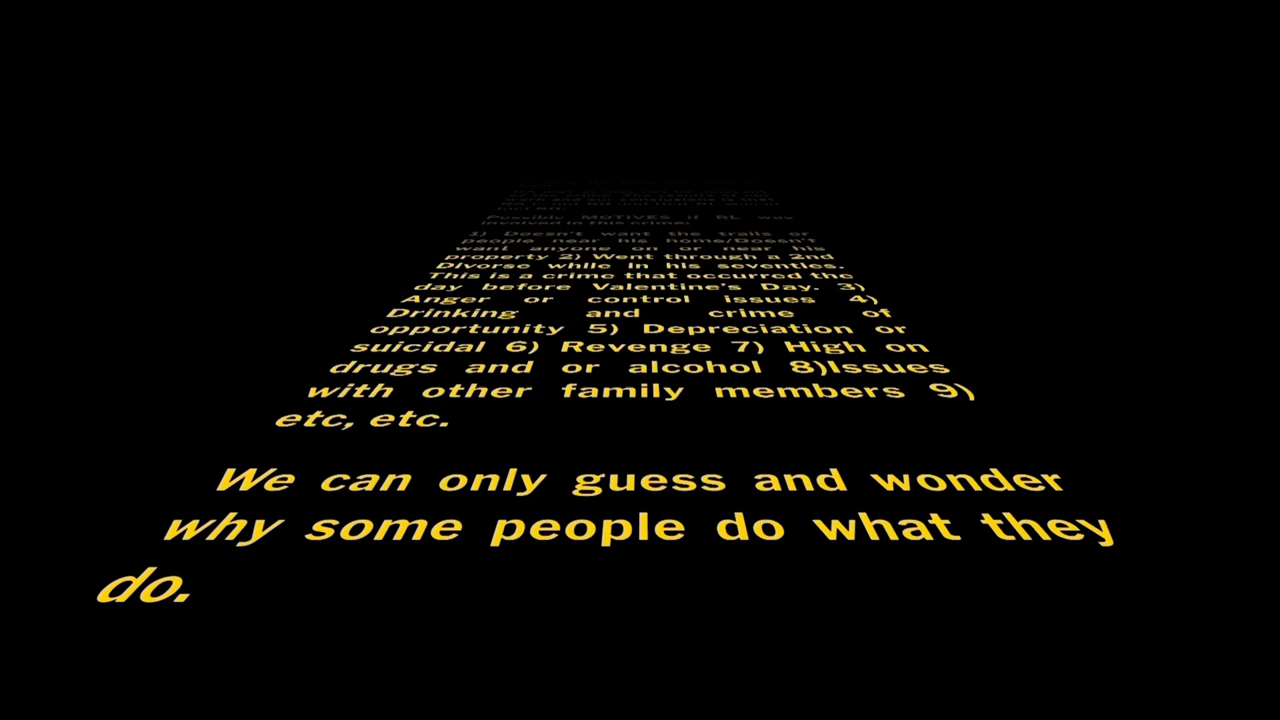 Possible MOTIVES if RL was
involved in this crime:
1) Doesn't want the trails or
people near his home/Doesn't
want anyone on or near his
property 2) Went through a 2nd
Divorce while in his seventies.
This is a crime that occurred the
day before Valentine's Day. 3)
Anger or control issues 4)
Drinking and crime of
opportunity 5) Depreciation or
suicidal 6) Revenge 7) High on
drugs and or alcohol 8)Issues
with other family members 9)
etc, etc.
We can only guess and wonder
why some people do what they
do.